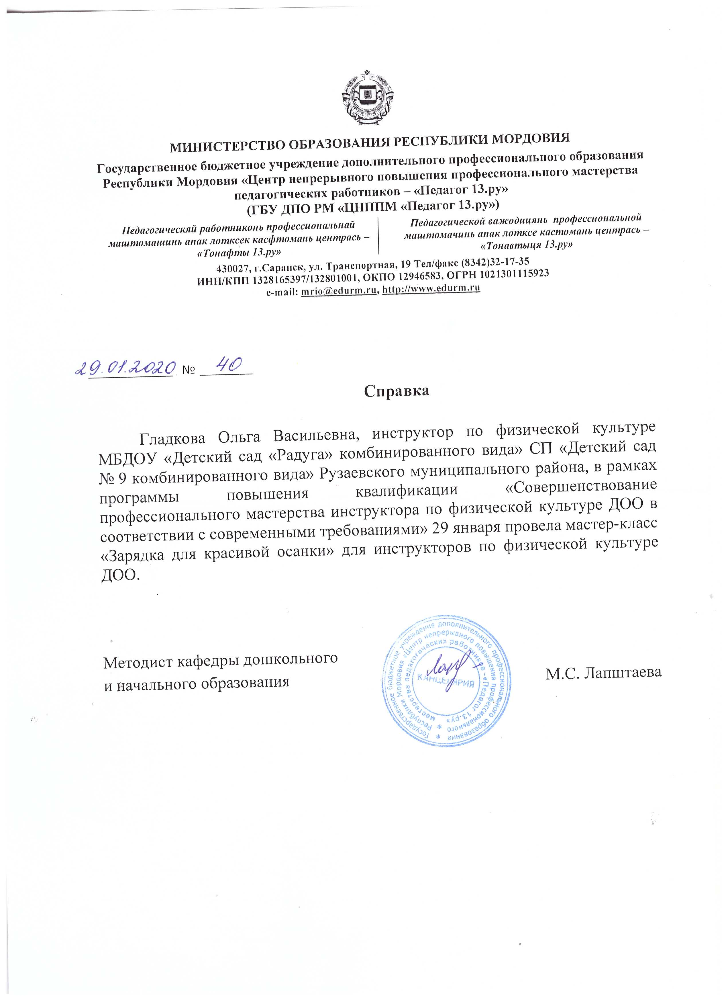 МИНИСТЕРСТВО ОБРАЗОВАНИЯ РЕСПУБЛИКИ МОРДОВИЯ
Государственное бюджетное учреждение дополнительного профессионального образования
Республики Мордовия «Центр непрерывного повышения профессионального мастерства
педагогических работников – «Педагог 13.ру»
(ГБУ ДПО РМ «ЦНППМ «Педагог 13.ру»)
Педагогическяй работниконь профессиональнай
маштомашинь апак лотксек касфтомань центрась –
«Тонафты 13.ру»
Педагогической важодицянь профессиональной
маштомачинь апак лотксе кастомань центрась –
«Тонавтыця 13.ру»
430027, г.Саранск, ул. Транспортная, 19 Тел/факс (8342)32-17-35
ИНН/КПП 1328165397/132801001, ОКПО 12946583, ОГРН 1021301115923
e-mail: mrio@edurm.ru, http://www.edurm.ru
29.01.2020 № 40
Справка
Гладкова Ольга Васильевна, инструктор по физической культуре
МБДОУ «Детский сад «Радуга» комбинированного вида» СП «Детский сад
№ 9 комбинированного вида» Рузаевского муниципального района, в рамках
программы повышения квалификации «Совершенствование
профессионального мастерства инструктора по физической культуре ДОО в
соответствии с современными требованиями» 29 января провела мастер-класс
«Зарядка для красивой осанки» для инструкторов по физической культуре
ДОО.
Методист кафедры дошкольного
и начального образования
М.С. Лапштаева
Государственное бюджетное учреждение дополнительного профессионального образования *
Республики Мордовия «Центр непрерывного повышения профессионального *
мастерства педагогических работников -«Педагог 13.ру»
КАНЦЕЛЯРИЯ